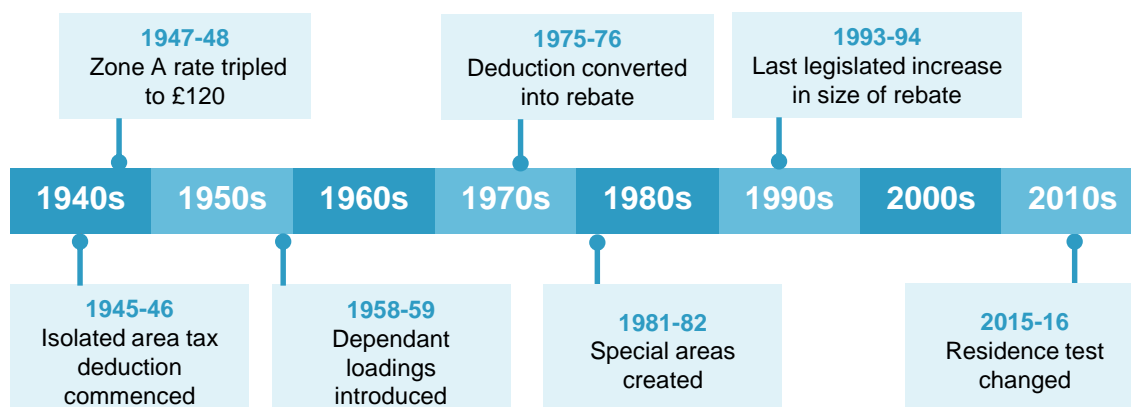 1947-48
Zone A rate tripled
to £120
1975-76
Deduction converted
into rebate
1993-94
Last legislated increase
in size of rebate
1940s
1950s
1960s
1970s
1980s
1990s
2000s
2010s
1945-46
Isolated area tax
deduction
commenced
1958-59
Dependant
loadings
introduced
1981-82
Special areas
created
2015-16
Residence test
changed